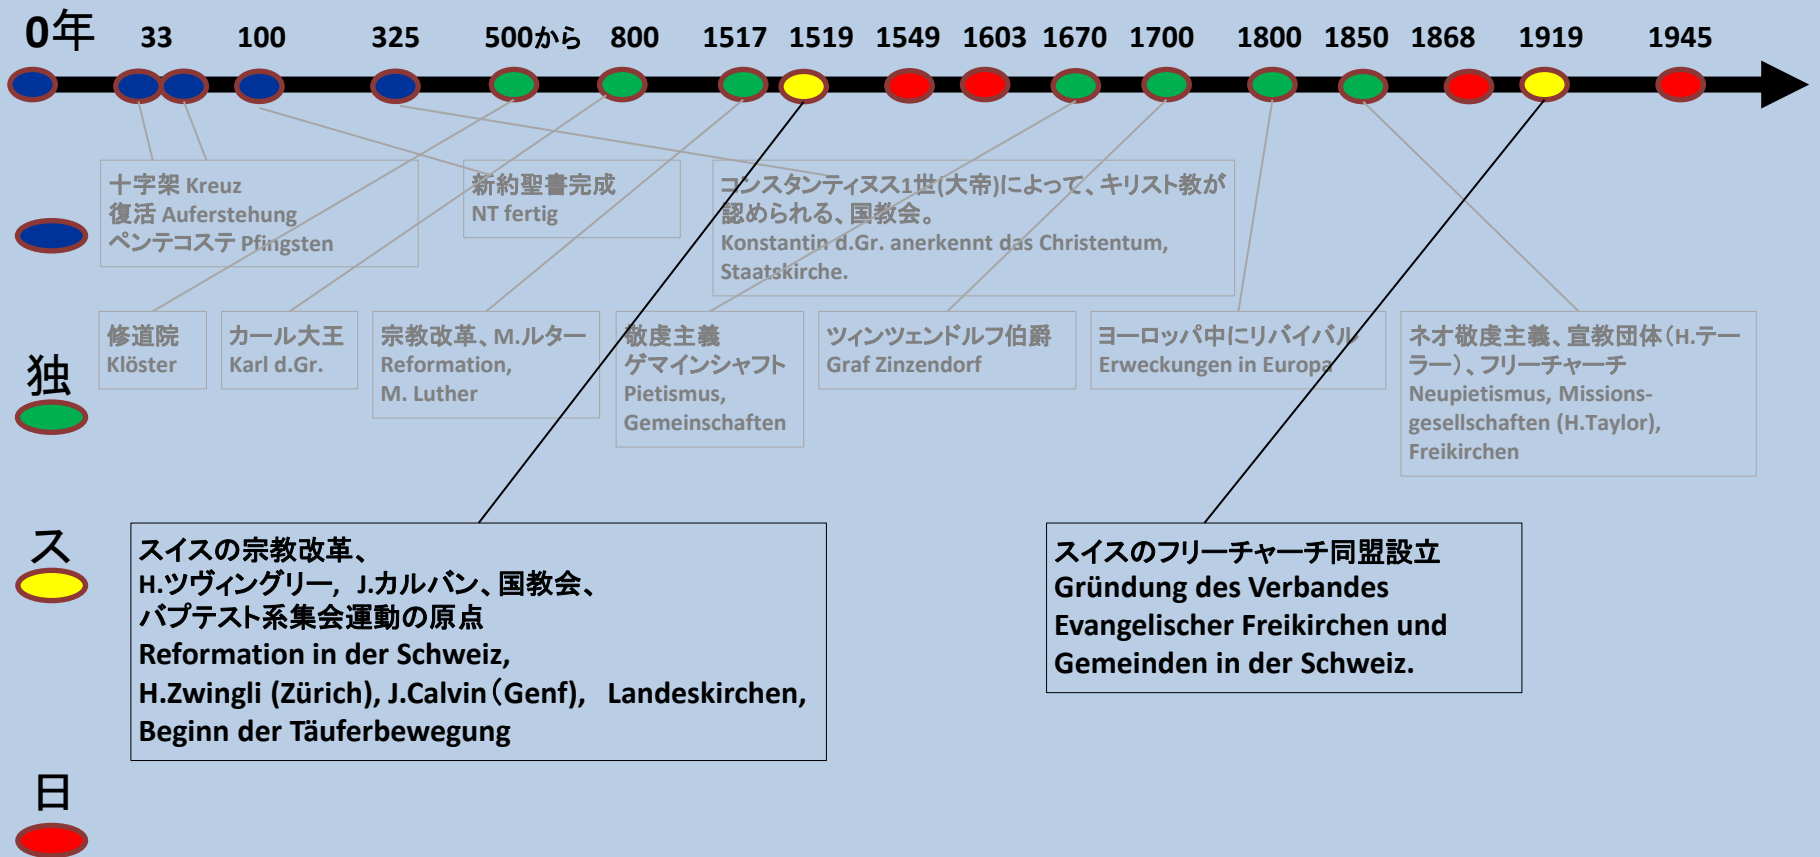 0年 33 100 325 500から 800 1517 1519 1549 1603 1670 1700 1800 1850 1868 1919 1945
十字架 Kreuz
復活 Auferstehung
ペンテコステ Pfingsten
新約聖書完成
NT fertig
コンスタンティヌス1世(大帝)によって、キリスト教が
認められる、国教会。
Konstantin d.Gr. anerkennt das Christentum,
Staatskirche.
独
修道院
Klöster
カール大王
Karl d.Gr.
宗教改革、M.ルター
Reformation,
M. Luther
敬虔主義
ゲマインシャフト
Pietismus,
Gemeinschaften
ツィンツェンドルフ伯爵
Graf Zinzendorf
ヨーロッパ中にリバイバル
Erweckungen in Europa
ネオ敬虔主義、宣教団体(H.テー
ラー)、フリーチャーチ
Neupietismus, Missions-
gesellschaften (H.Taylor),
Freikirchen
ス
スイスの宗教改革、
H.ツヴィングリー, J.カルバン、国教会、
バプテスト系集会運動の原点
Reformation in der Schweiz,
H.Zwingli (Zürich), J.Calvin(Genf), Landeskirchen,
Beginn der Täuferbewegung
スイスのフリーチャーチ同盟設立
Gründung des Verbandes
Evangelischer Freikirchen und
Gemeinden in der Schweiz.
日